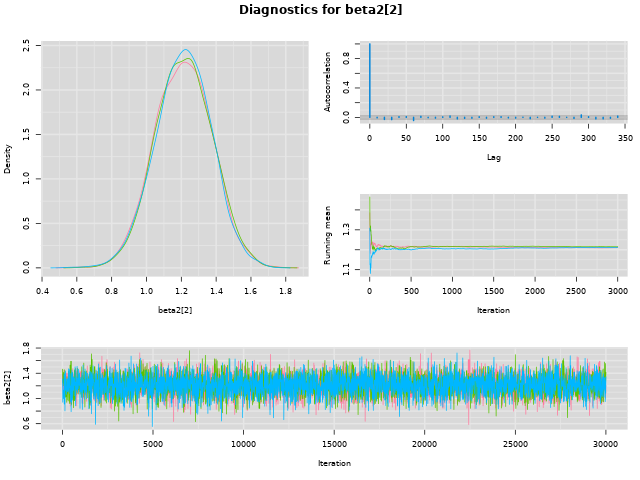 Diagnostics for beta2[2]
Density
0.0
0.5
1.0
1.5
2.0
2.5
0.4 0.6 0.8 1.0 1.2 1.4 1.6 1.8
beta2[2]
Autocorrelation
0.0
0.4
0.8
0 50 100 150 200 250 300 350
Lag
Running mean
1.1
1.3
0 500 1000 1500 2000 2500 3000
Iteration
beta2[2]
0.6
1.0
1.4
1.8
0 5000 10000 15000 20000 25000 30000
Iteration